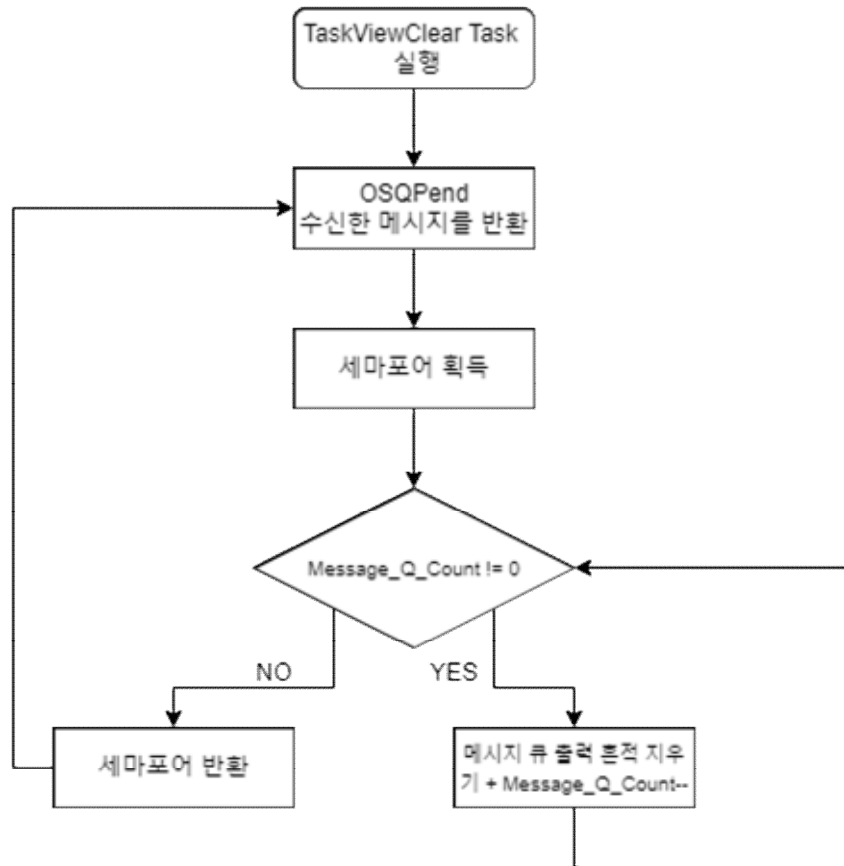 TaskViewClear Task
실행
OSQPend
수신한 메시지를 반환
세마포어 획득
Message_Q_Count != 0
NO
YES
세마포어 반환
메시지 큐 출력 흔적 지우
기 + Message_Q_Count--